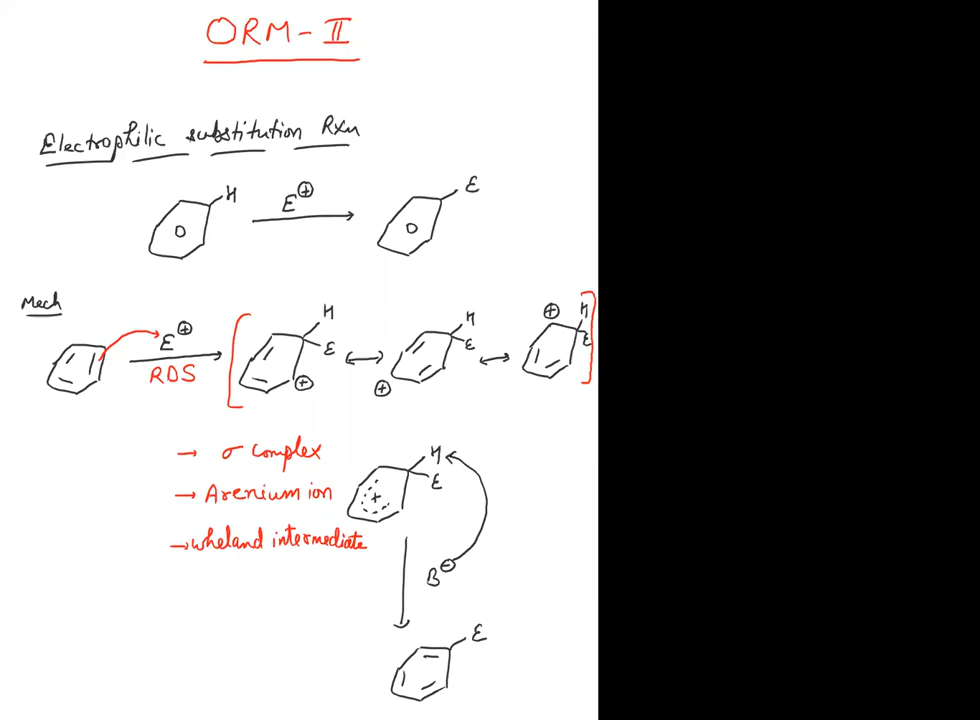 ORM-II
Electrophilic substitution Rxn
H E⊕ E
Mech
E⊕ H E ⊕ ↔ H E ⊕ ↔ ⊕ H E
RDS
→ σ complex
H E +
→ Arenium ion
→ wheland intermediate
B⊖
E